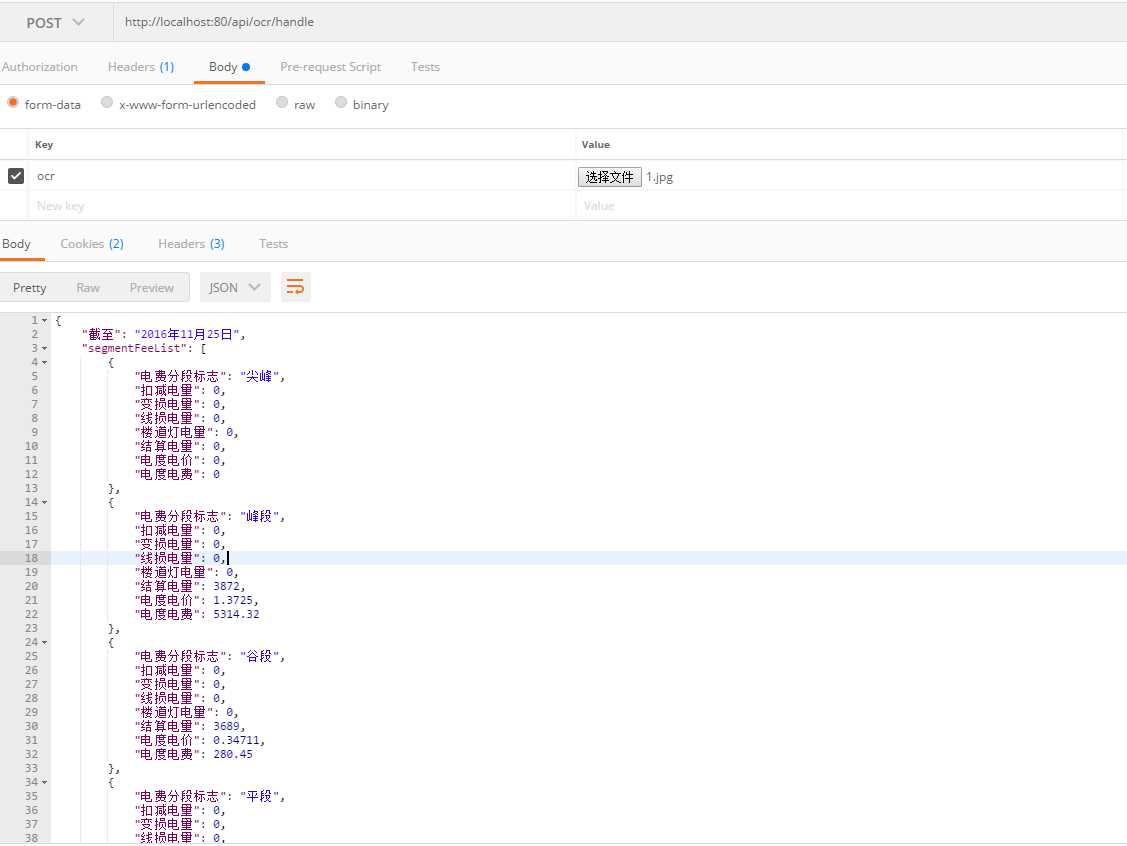 POST http://localhost:80/api/ocr/handle
Authorization Headers (1) Body Pre-request Script Tests
form-data x-www-form-urlencoded raw binary
Key Value
ocr 选择文件 1.jpg
New key Value
Body Cookies (2) Headers (3) Tests
Pretty Raw Preview JSON
1 {
2 "截至": "2016年11月25日",
3 "segmentFeeList": [
4 {
5 "电费分段标志": "尖峰",
6 "扣减电量": 0,
7 "变损电量": 0,
8 "线损电量": 0,
9 "楼道灯电量": 0,
10 "结算电量": 0,
11 "电度电价": 0,
12 "电度电费": 0
13 },
14 {
15 "电费分段标志": "峰段",
16 "扣减电量": 0,
17 "变损电量": 0,
18 "线损电量": 0,
19 "楼道灯电量": 0,
20 "结算电量": 3872,
21 "电度电价": 1.3725,
22 "电度电费": 5314.32
23 },
24 {
25 "电费分段标志": "谷段",
26 "扣减电量": 0,
27 "变损电量": 0,
28 "线损电量": 0,
29 "楼道灯电量": 0,
30 "结算电量": 3689,
31 "电度电价": 0.34711,
32 "电度电费": 280.45
33 },
34 {
35 "电费分段标志": "平段",
36 "扣减电量": 0,
37 "变损电量": 0,
38 "线损电量": 0,